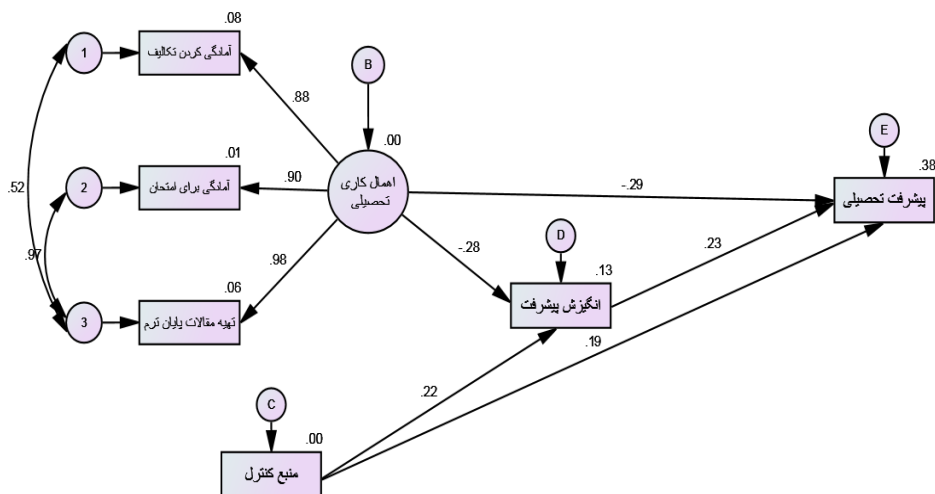 .08
1
آمادگی کردن تکالیف
B
.88
.00
E
.01
.38
2
آمادگی برای امتحان
.90
اهمال کاری
تحصیلی
-.29
پیشرفت تحصیلی
.52
D
.97
-.28
.23
.98
.13
.06
انگیزش پیشرفت
3
تهیه مقالات پایان ترم
.19
.22
C
.00
منبع کنترل